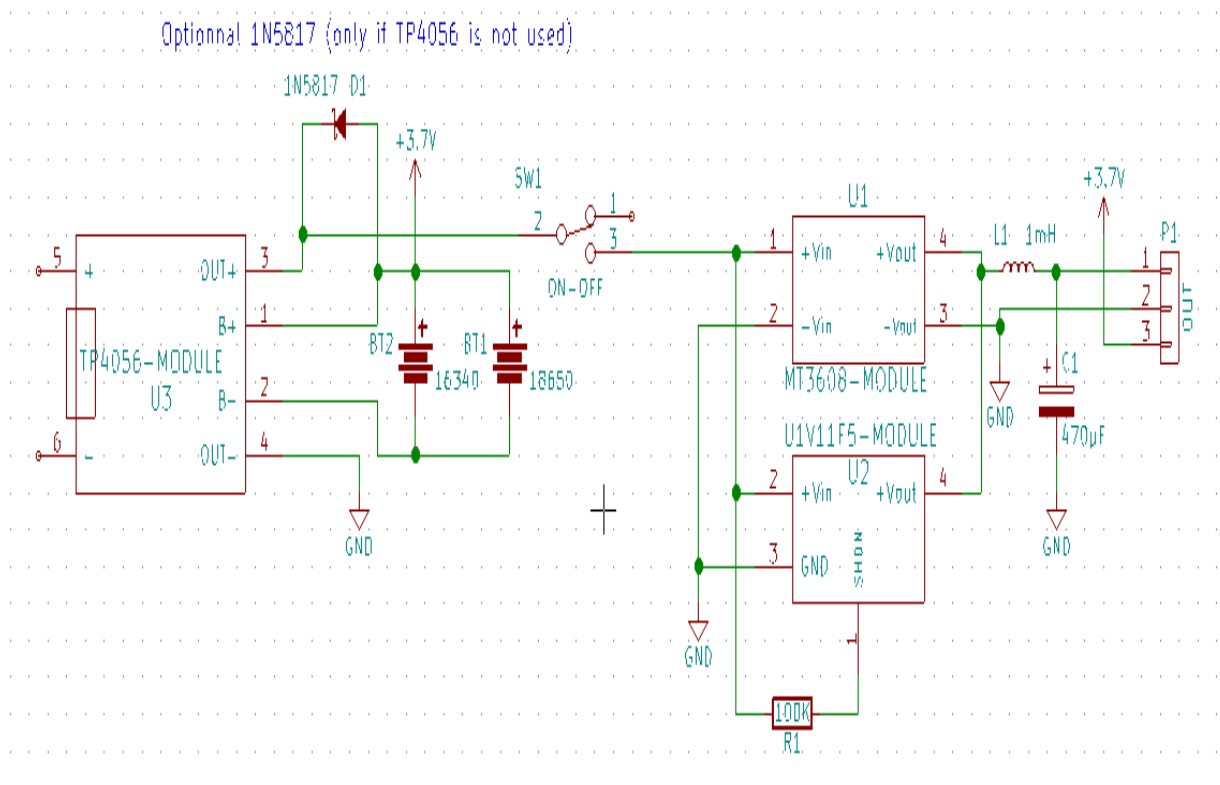 Optionnal 1N5817 (only if TP4056 is not used)
1N5817 D1
+3.7V
SW1
2
1
3
ON-OFF
5
+
OUT+
3
B+
1
TP4056-MODULE
U3
B-
2
6
-
OUT-
4
GND
BT2
+
16340
BT1
+
18650
U1
1
+Vin
+Vout
4
2
-Vin
-Vout
3
MT3608-MODULE
L1 1mH
+3.7V
P1
1
2
3
OUT
GND
+
C1
470µF
GND
U1V11F5-MODULE
U2
2
+Vin
+Vout
4
3
GND
SHDN
1
GND
100K
R1